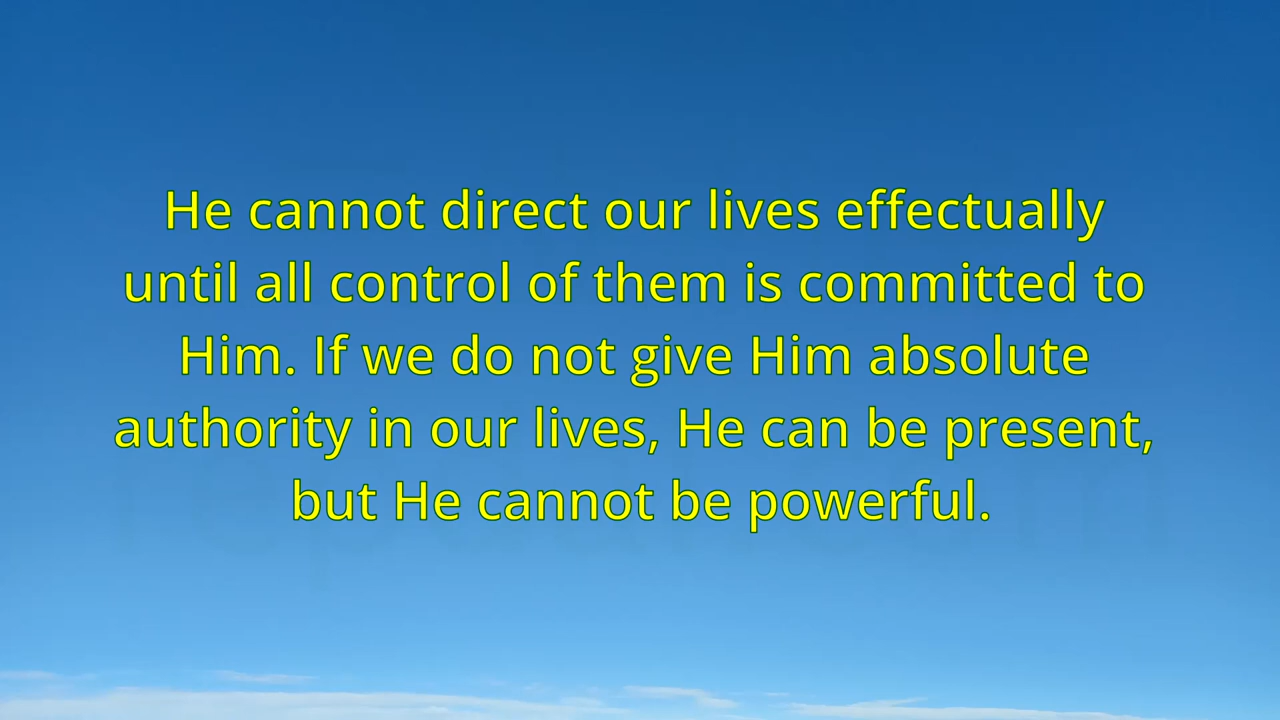 He cannot direct our lives effectually
until all control of them is committed to
Him. If we do not give Him absolute
authority in our lives, He can be present,
but He cannot be powerful.